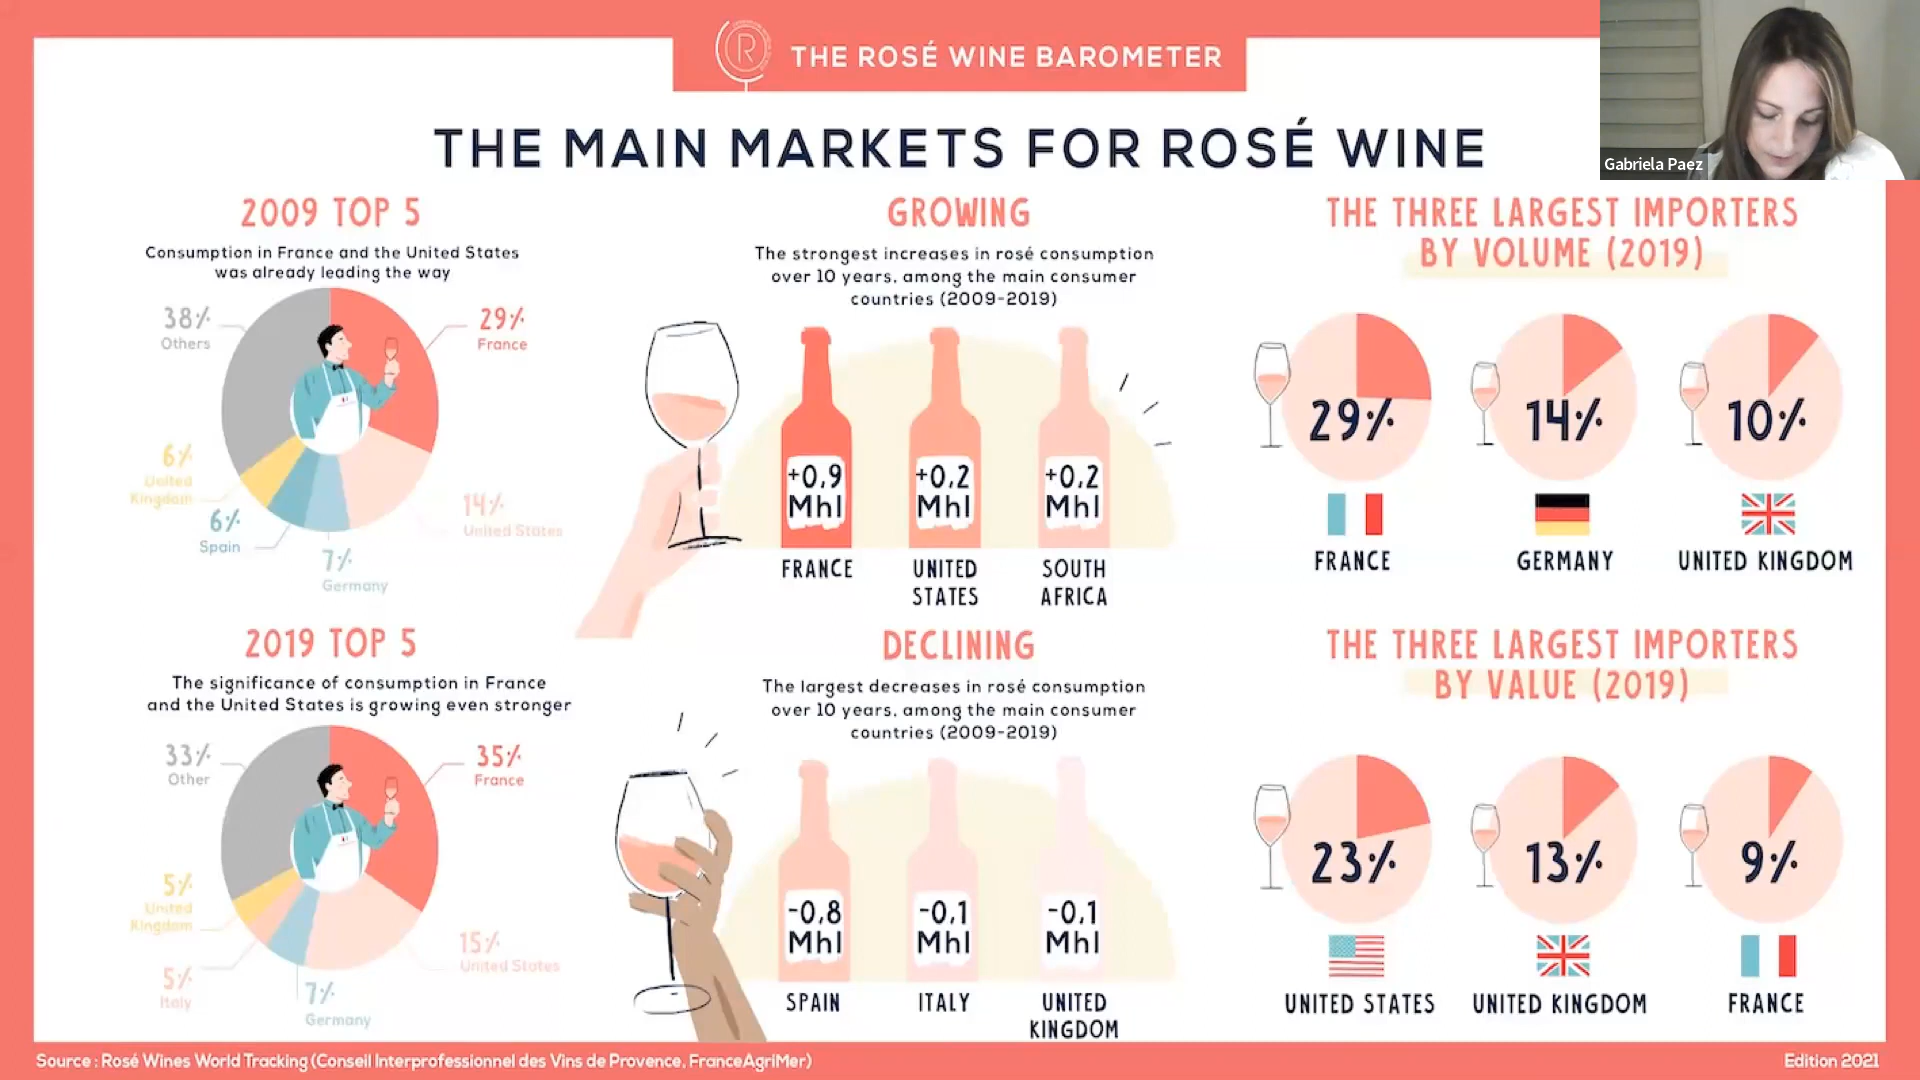 THE ROSÉ WINE BAROMETER
Gabriela Paez
THE MAIN MARKETS FOR ROSÉ WINE
2009 TOP 5
Consumption in France and the United States
was already leading the way
38%
Others
29%
France
6%
United
Kingdom
6%
Spain
7%
Germany
14%
United States
2019 TOP 5
The significance of consumption in France
and the United States is growing even stronger
33%
Other
35%
France
5%
United
Kingdom
5%
Italy
7%
Germany
15%
United States
GROWING
The strongest increases in rosé consumption
over 10 years, among the main consumer
countries (2009-2019)
+0,9
Mhl
FRANCE
+0,2
Mhl
UNITED
STATES
+0,2
Mhl
SOUTH
AFRICA
DECLINING
The largest decreases in rosé consumption
over 10 years, among the main consumer
countries (2009-2019)
-0,8
Mhl
SPAIN
-0,1
Mhl
ITALY
-0,1
Mhl
UNITED
KINGDOM
THE THREE LARGEST IMPORTERS
BY VOLUME (2019)
29%
FRANCE
14%
GERMANY
10%
UNITED KINGDOM
THE THREE LARGEST IMPORTERS
BY VALUE (2019)
23%
UNITED STATES
13%
UNITED KINGDOM
9%
FRANCE
Source : Rosé Wines World Tracking (Conseil Interprofessionnel des Vins de Provence, FranceAgriMer)
Edition 2021